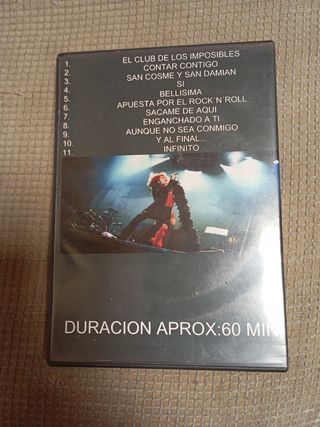 1. EL CLUB DE LOS IMPOSIBLES
2. CONTAR CONTIGO
3. SAN COSME Y SAN DAMIAN
4. SI
5. BELLISIMA
6. APUESTA POR EL ROCK´N´ROLL
7. SACAME DE AQUI
8. ENGANCHADO A TI
9. AUNQUE NO SEA CONMIGO
10. Y AL FINAL...
11. INFINITO
DURACION APROX:60 MIN